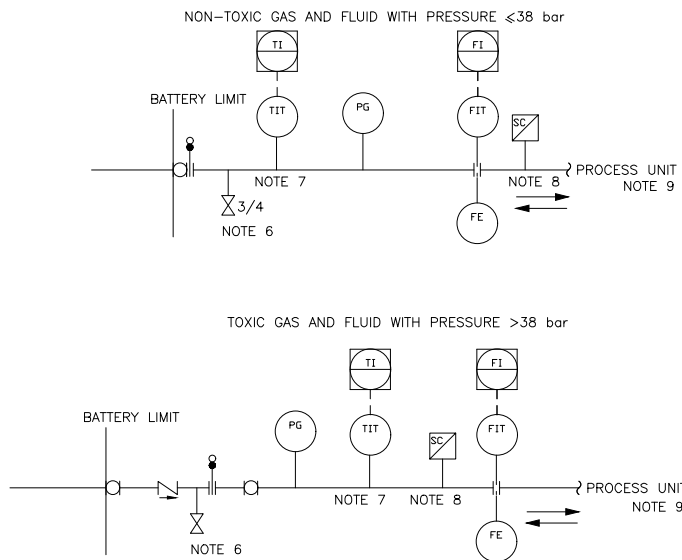 NON-TOXIC GAS AND FLUID WITH PRESSURE ⩽38 bar
TI
FI
BATTERY LIMIT
TIT
PG
FIT
SC
PROCESS UNIT
NOTE 7
NOTE 8
NOTE 9
3/4
NOTE 6
FE
TOXIC GAS AND FLUID WITH PRESSURE >38 bar
TI
FI
BATTERY LIMIT
PG
TIT
FIT
SC
PROCESS UNIT
NOTE 7
NOTE 8
NOTE 9
NOTE 6
FE